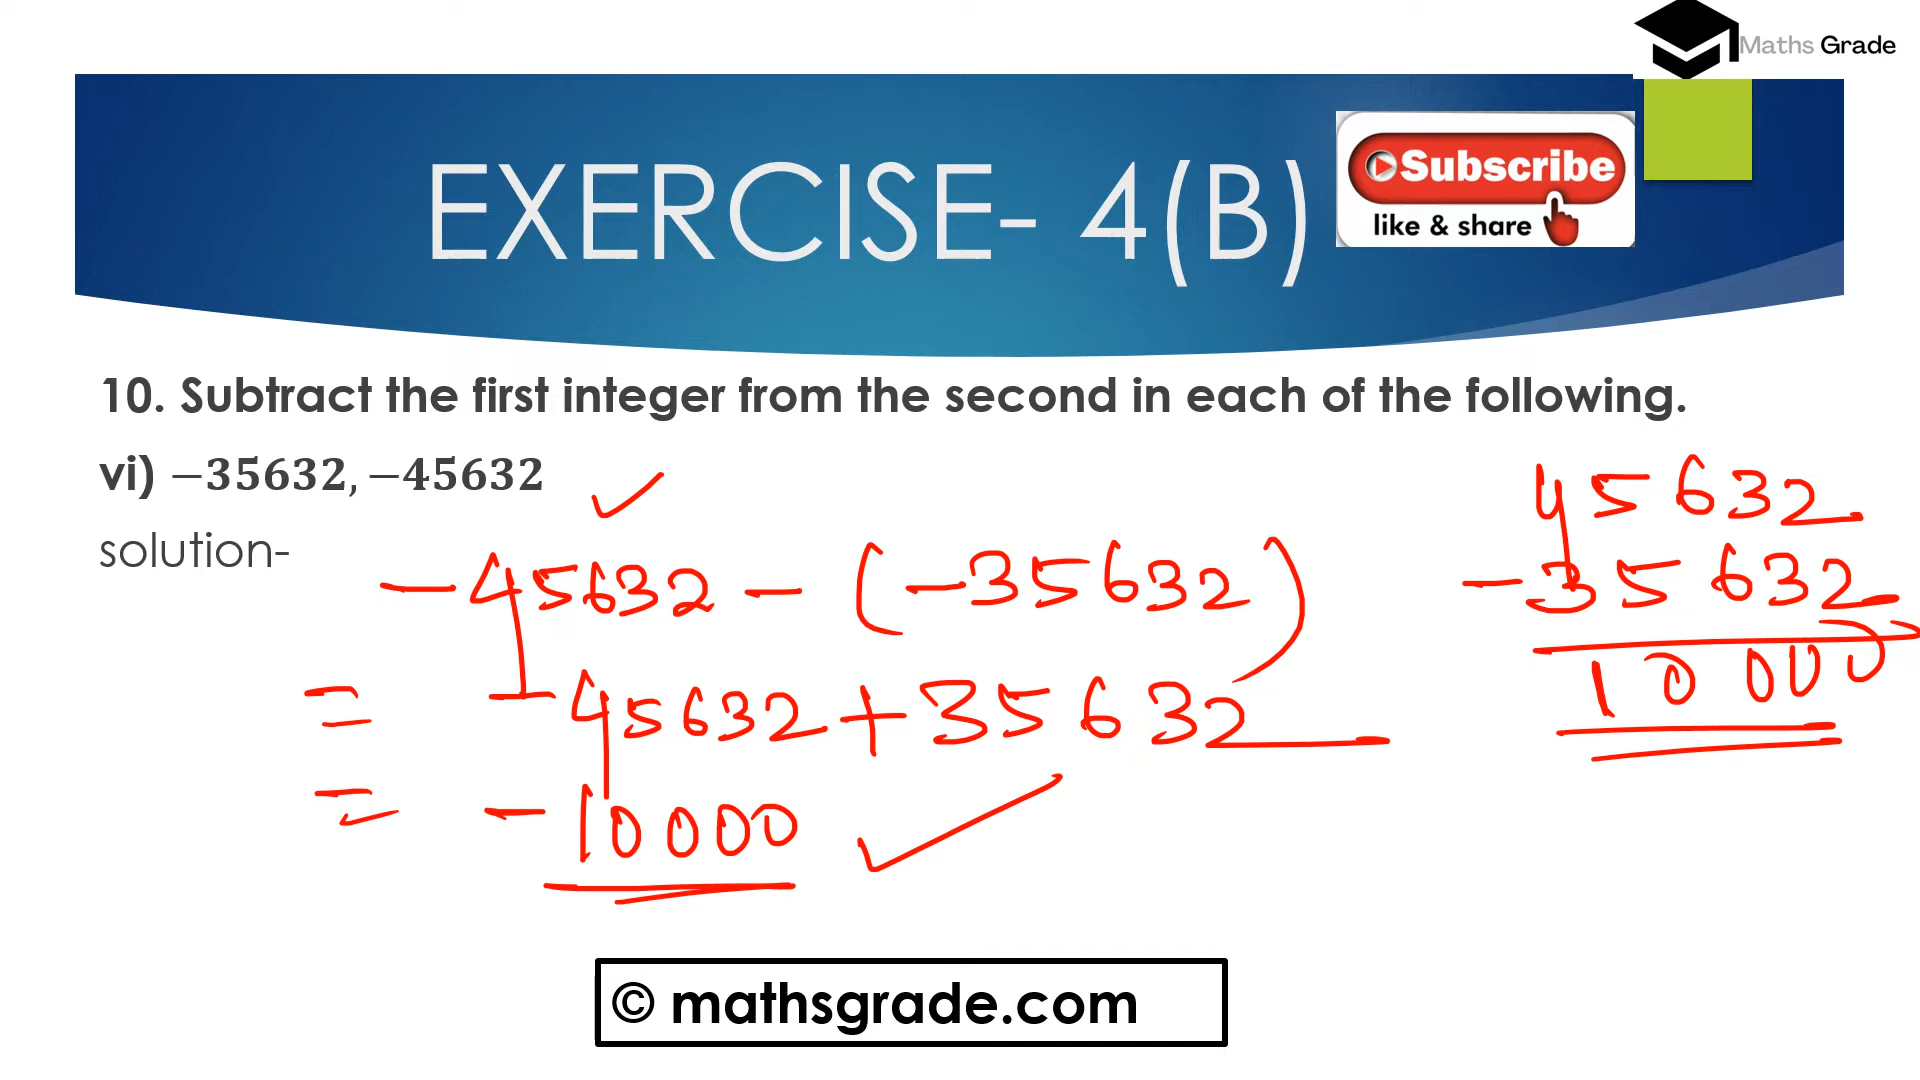 Maths Grade
EXERCISE- 4(B)
Subscribe
like & share
10. Subtract the first integer from the second in each of the following.
vi) −35632, −45632
solution-
−45632 − (−35632)
= −45632 + 35632
= −10000
45632
−35632
10000
© mathsgrade.com